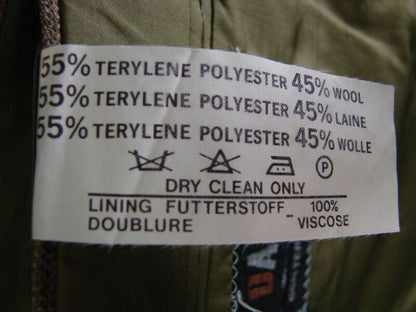 55% TERYLENE POLYESTER 45% WOOL
55% TERYLENE POLYESTER 45% LAINE
55% TERYLENE POLYESTER 45% WOLLE
P
DRY CLEAN ONLY
LINING FUTTERSTOFF – 100%
DOUBLURE VISCOSE